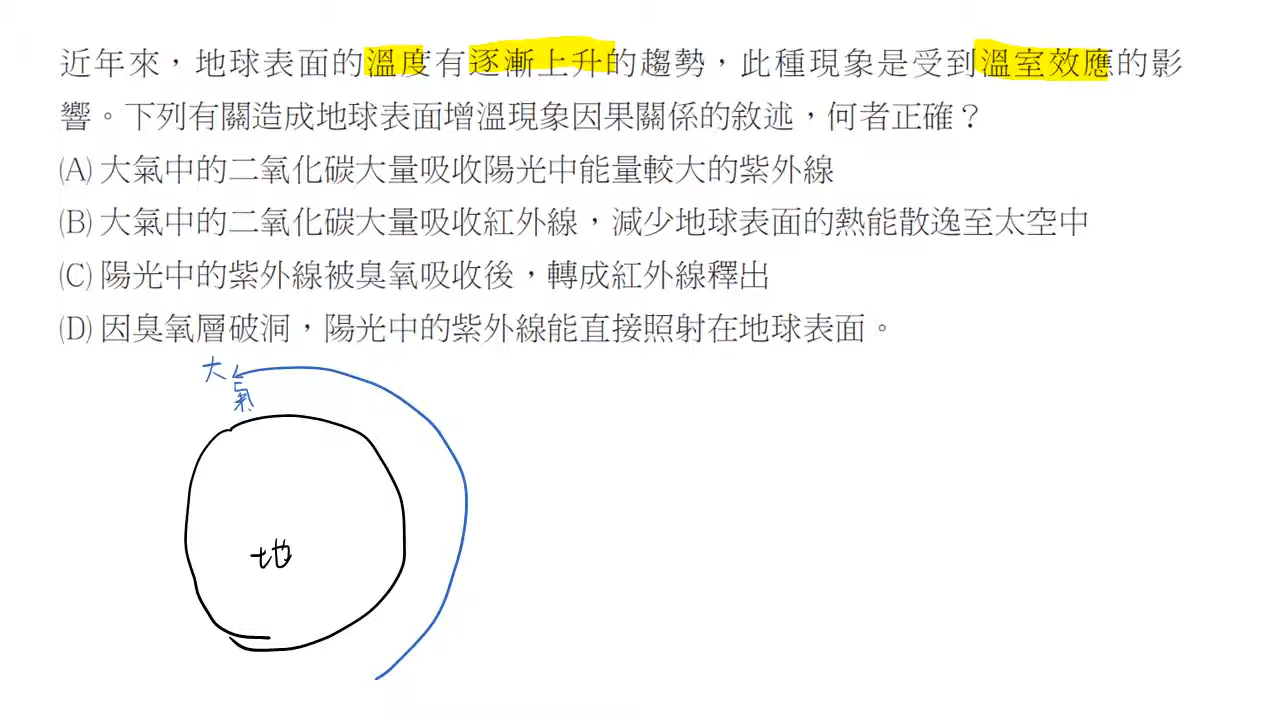 近年來，地球表面的溫度有逐漸上升的趨勢，此種現象是受到溫室效應的影
響。下列有關造成地球表面增溫現象因果關係的敘述，何者正確？
(A) 大氣中的二氧化碳大量吸收陽光中能量較大的紫外線
(B) 大氣中的二氧化碳大量吸收紅外線，減少地球表面的熱能散逸至太空中
(C) 陽光中的紫外線被臭氧吸收後，轉成紅外線釋出
(D) 因臭氧層破洞，陽光中的紫外線能直接照射在地球表面。
大氣
地